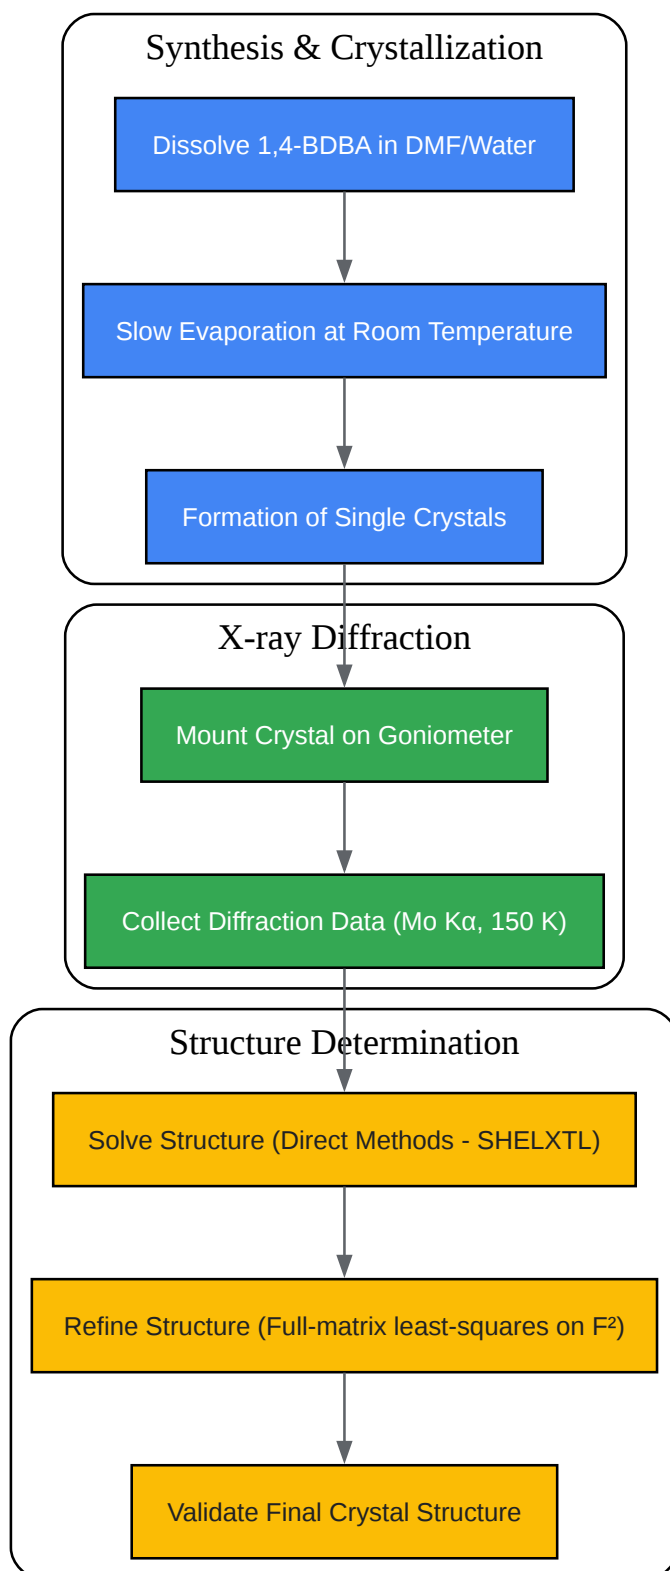 Synthesis & Crystallization
Dissolve 1,4-BDBA in DMF/Water
Slow Evaporation at Room Temperature
Formation of Single Crystals
X-ray Diffraction
Mount Crystal on Goniometer
Collect Diffraction Data (Mo Kα, 150 K)
Structure Determination
Solve Structure (Direct Methods - SHELXTL)
Refine Structure (Full-matrix least-squares on F²)
Validate Final Crystal Structure